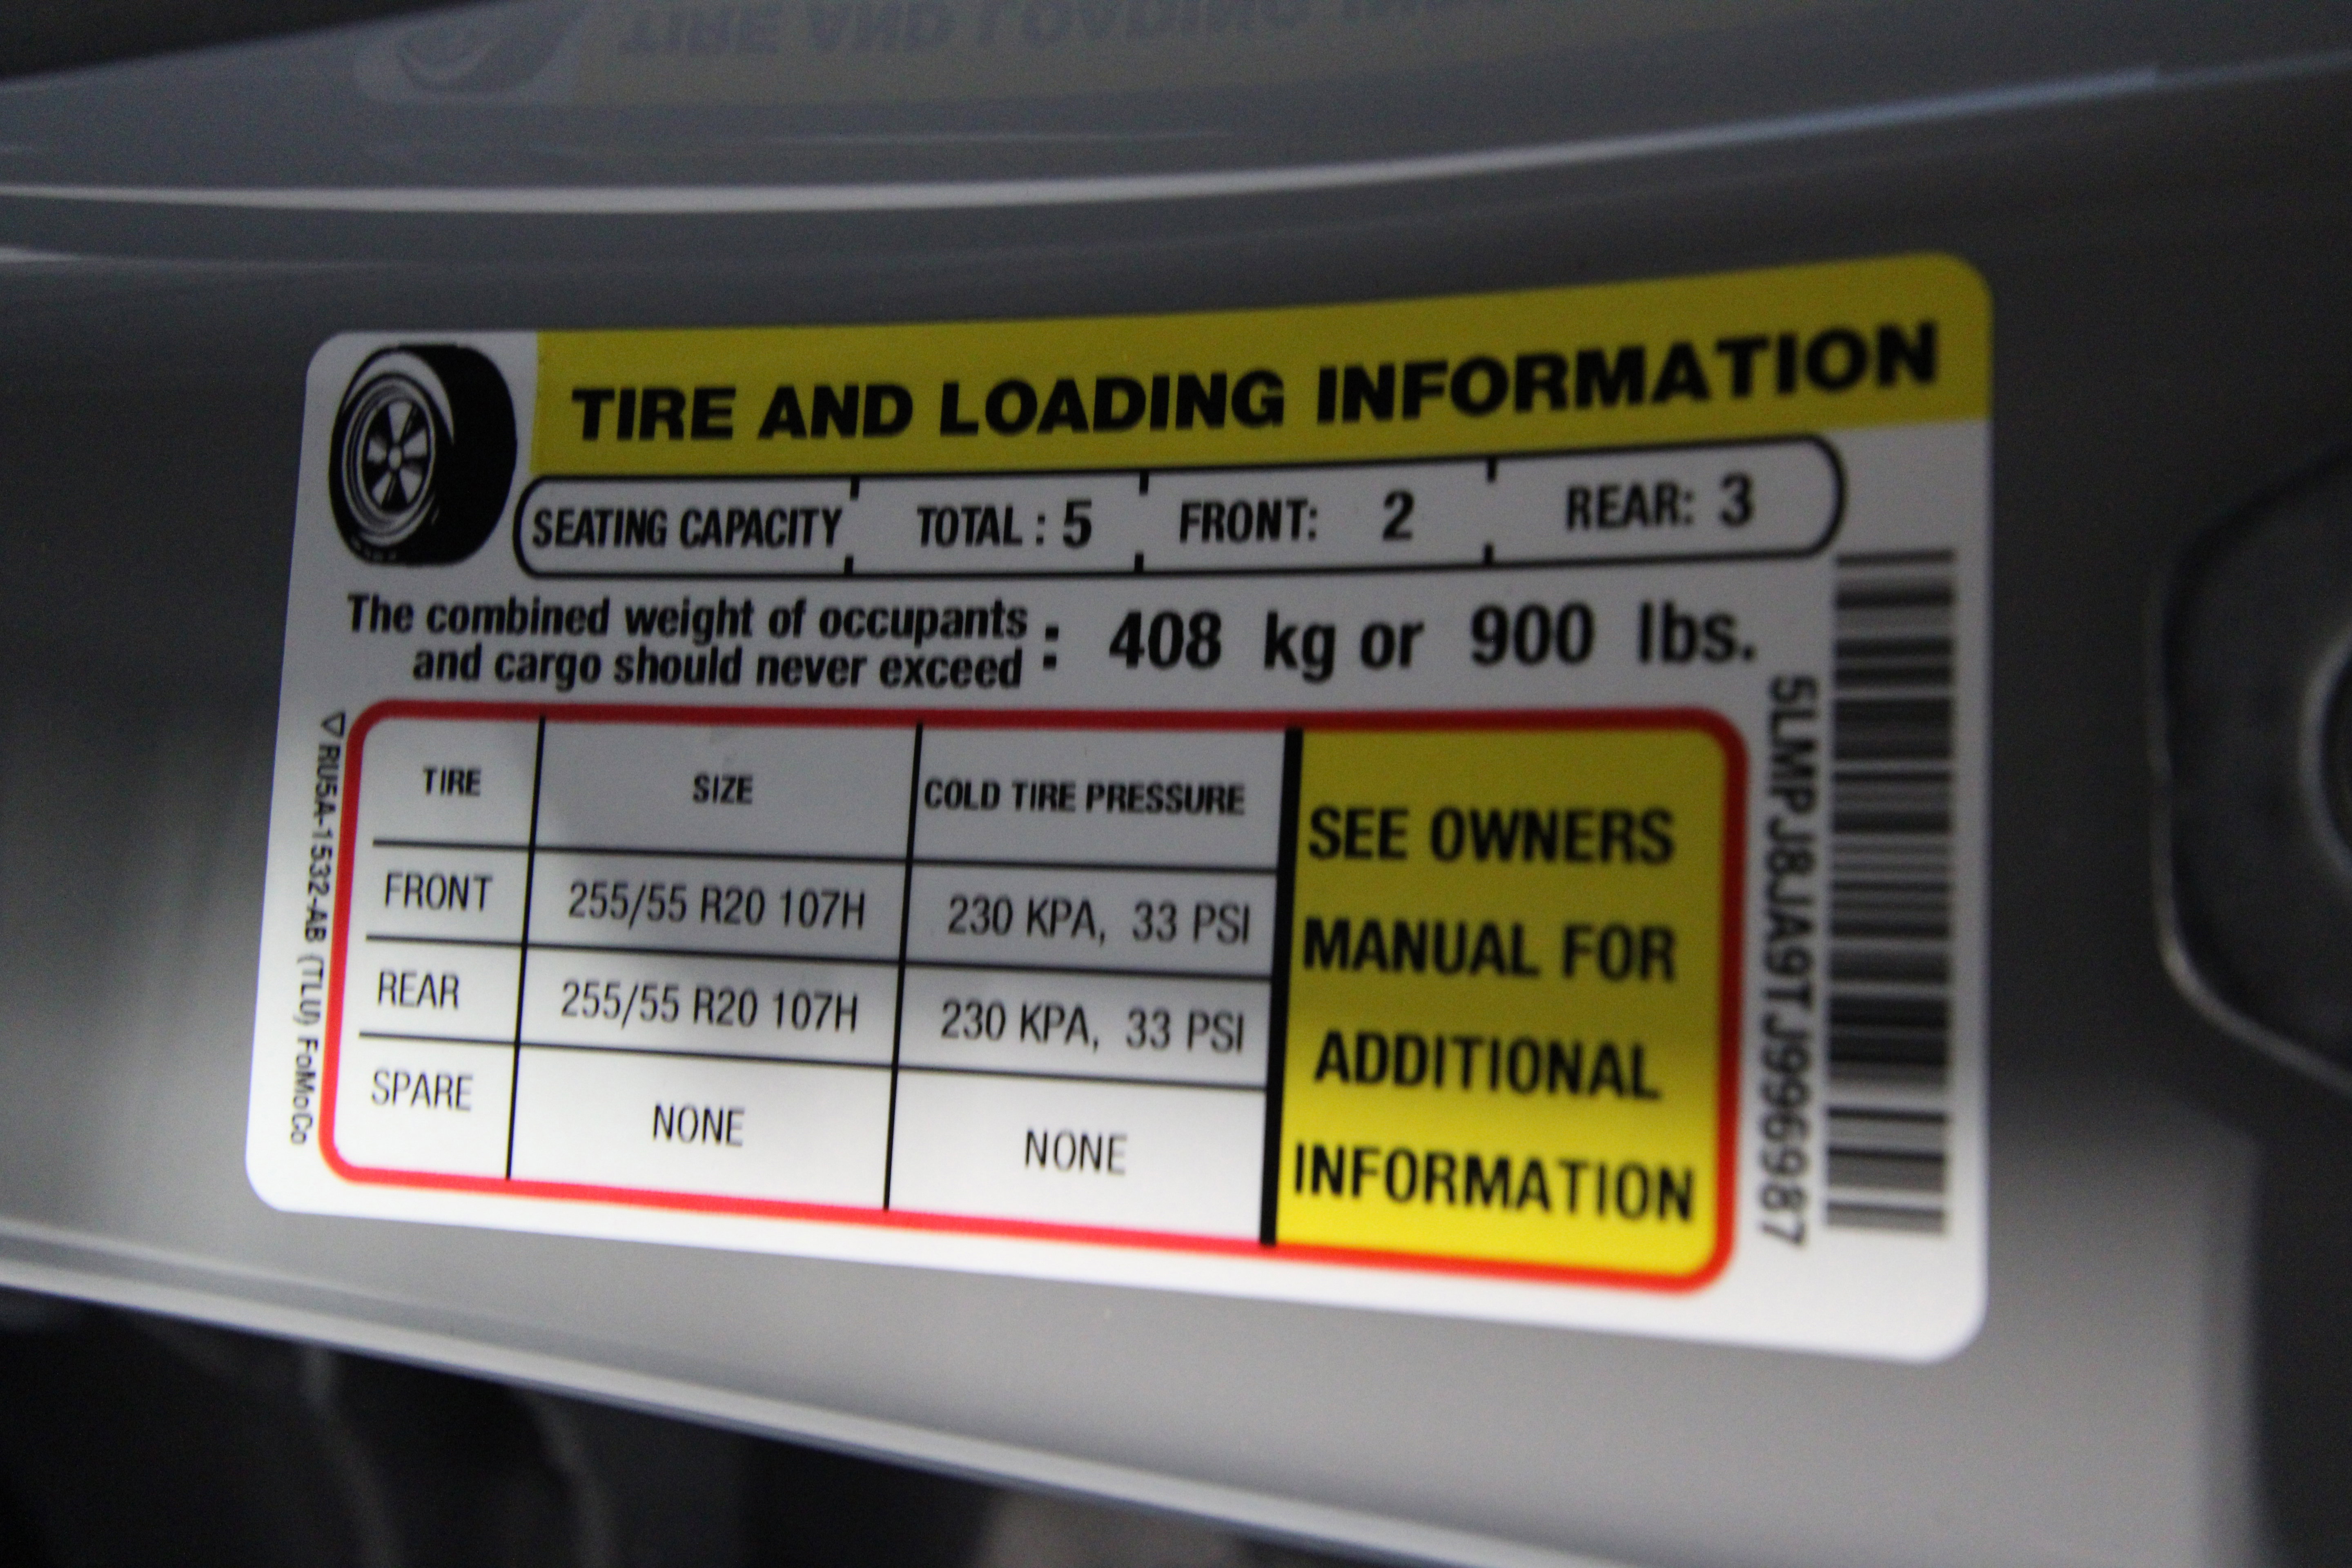 TIRE AND LOADING INFORMATION
SEATING CAPACITY TOTAL : 5 FRONT: 2 REAR: 3
The combined weight of occupants
and cargo should never exceed : 408 kg or 900 lbs.
TIRE SIZE COLD TIRE PRESSURE
FRONT 255/55 R20 107H 230 KPA, 33 PSI
REAR 255/55 R20 107H 230 KPA, 33 PSI
SPARE NONE NONE
SEE OWNERS
MANUAL FOR
ADDITIONAL
INFORMATION
5LMPJ8JA9TJ996987
RU5A-1532-AB (TLU) FoMoCo